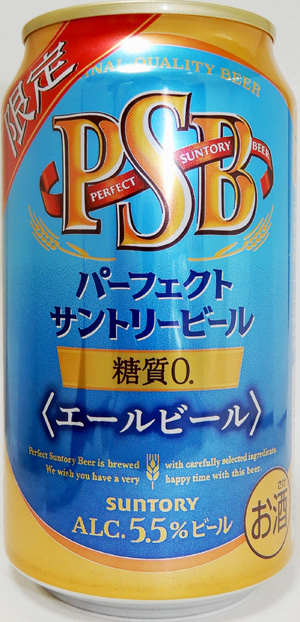 限定
NAL QUALITY BEER
PSB
PERFECT SUNTORY BEER
パーフェクト
サントリービール
糖質0※
〈エールビール〉
Perfect Suntory Beer is brewed with carefully selected ingredients.
We wish you have a very happy time with this beer.
SUNTORY
ALC.5.5%ビール
さけ
お酒